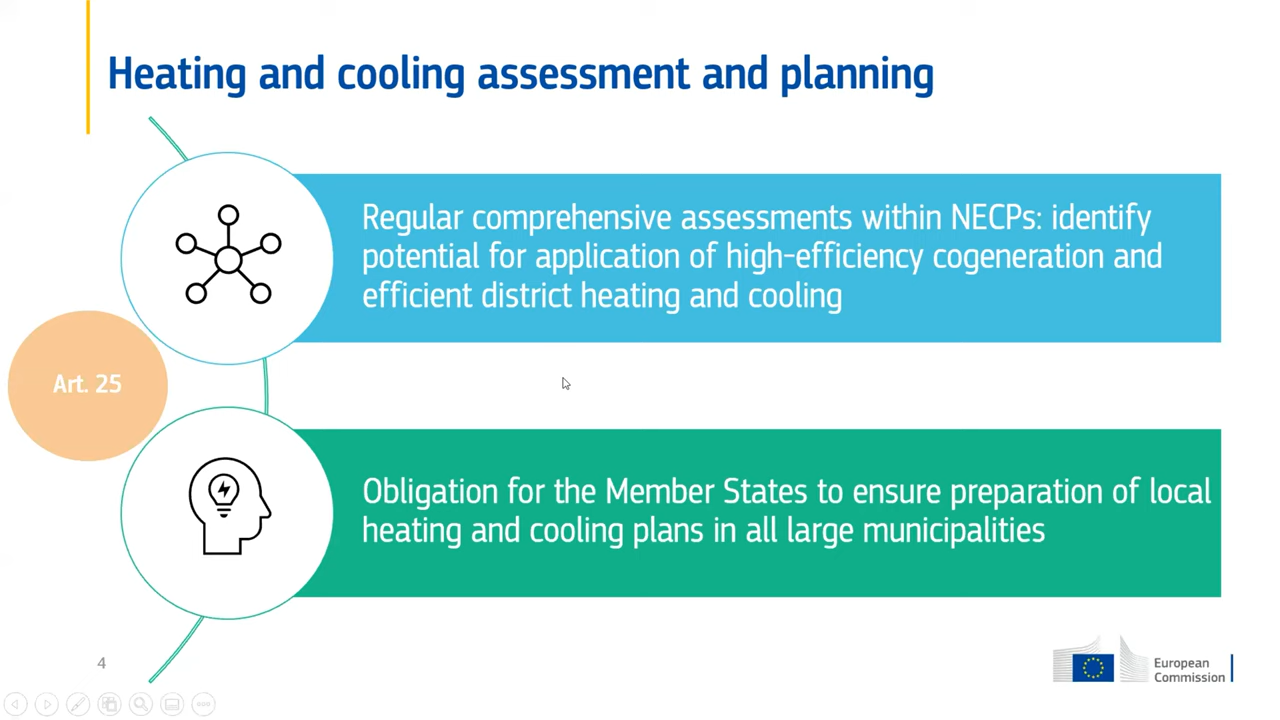 Heating and cooling assessment and planning
Regular comprehensive assessments within NECPs: identify
potential for application of high-efficiency cogeneration and
efficient district heating and cooling
Art. 25
Obligation for the Member States to ensure preparation of local
heating and cooling plans in all large municipalities
4
European
Commission